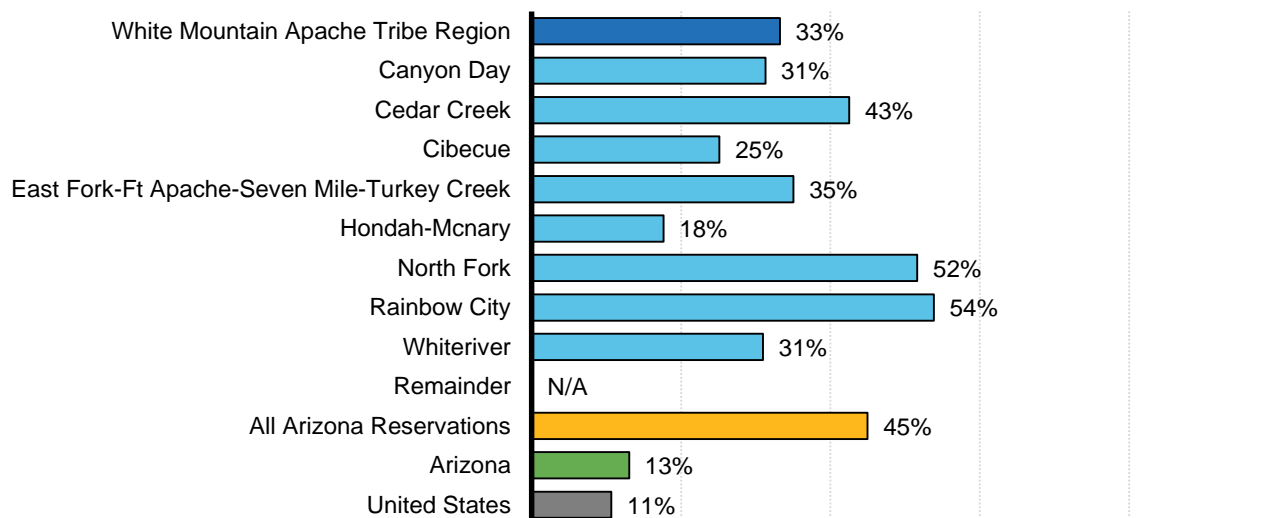 White Mountain Apache Tribe Region 33%
Canyon Day 31%
Cedar Creek 43%
Cibecue 25%
East Fork-Ft Apache-Seven Mile-Turkey Creek 35%
Hondah-Mcnary 18%
North Fork 52%
Rainbow City 54%
Whiteriver 31%
Remainder N/A
All Arizona Reservations 45%
Arizona 13%
United States 11%